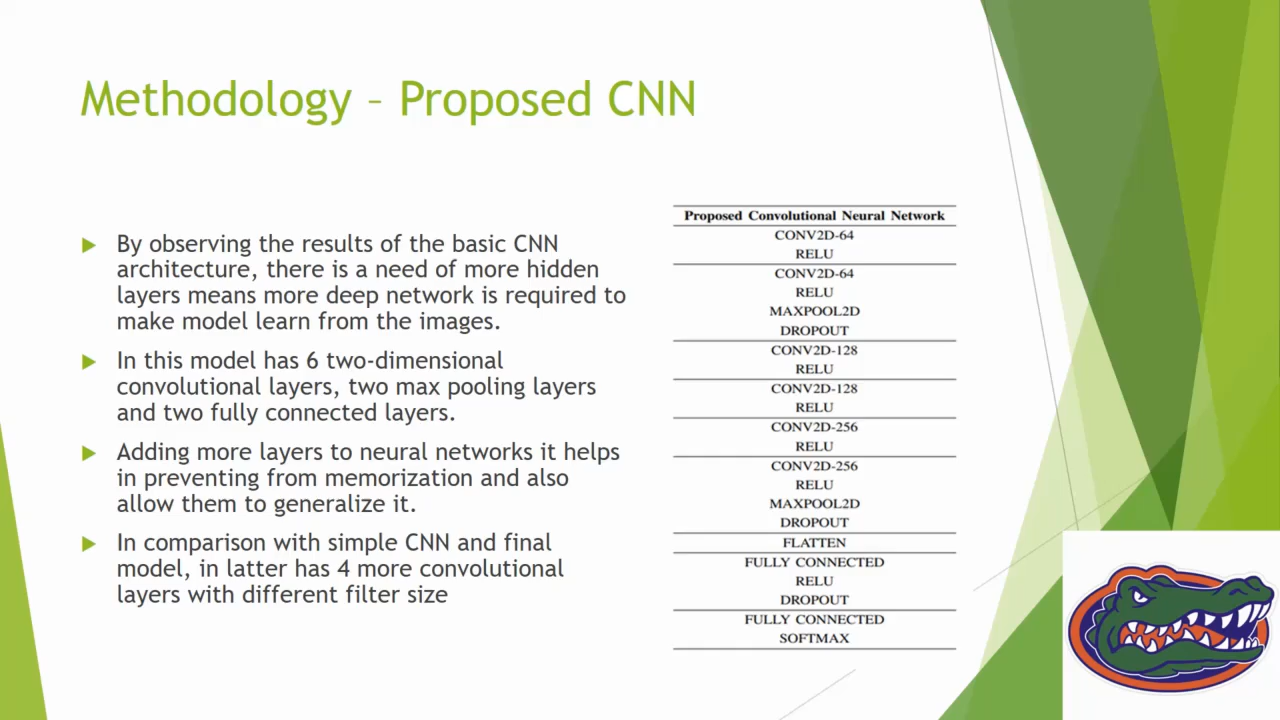 Methodology – Proposed CNN
By observing the results of the basic CNN
architecture, there is a need of more hidden
layers means more deep network is required to
make model learn from the images.
In this model has 6 two-dimensional
convolutional layers, two max pooling layers
and two fully connected layers.
Adding more layers to neural networks it helps
in preventing from memorization and also
allow them to generalize it.
In comparison with simple CNN and final
model, in latter has 4 more convolutional
layers with different filter size
Proposed Convolutional Neural Network
CONV2D-64
RELU
CONV2D-64
RELU
MAXPOOL2D
DROPOUT
CONV2D-128
RELU
CONV2D-128
RELU
CONV2D-256
RELU
CONV2D-256
RELU
MAXPOOL2D
DROPOUT
FLATTEN
FULLY CONNECTED
RELU
DROPOUT
FULLY CONNECTED
SOFTMAX